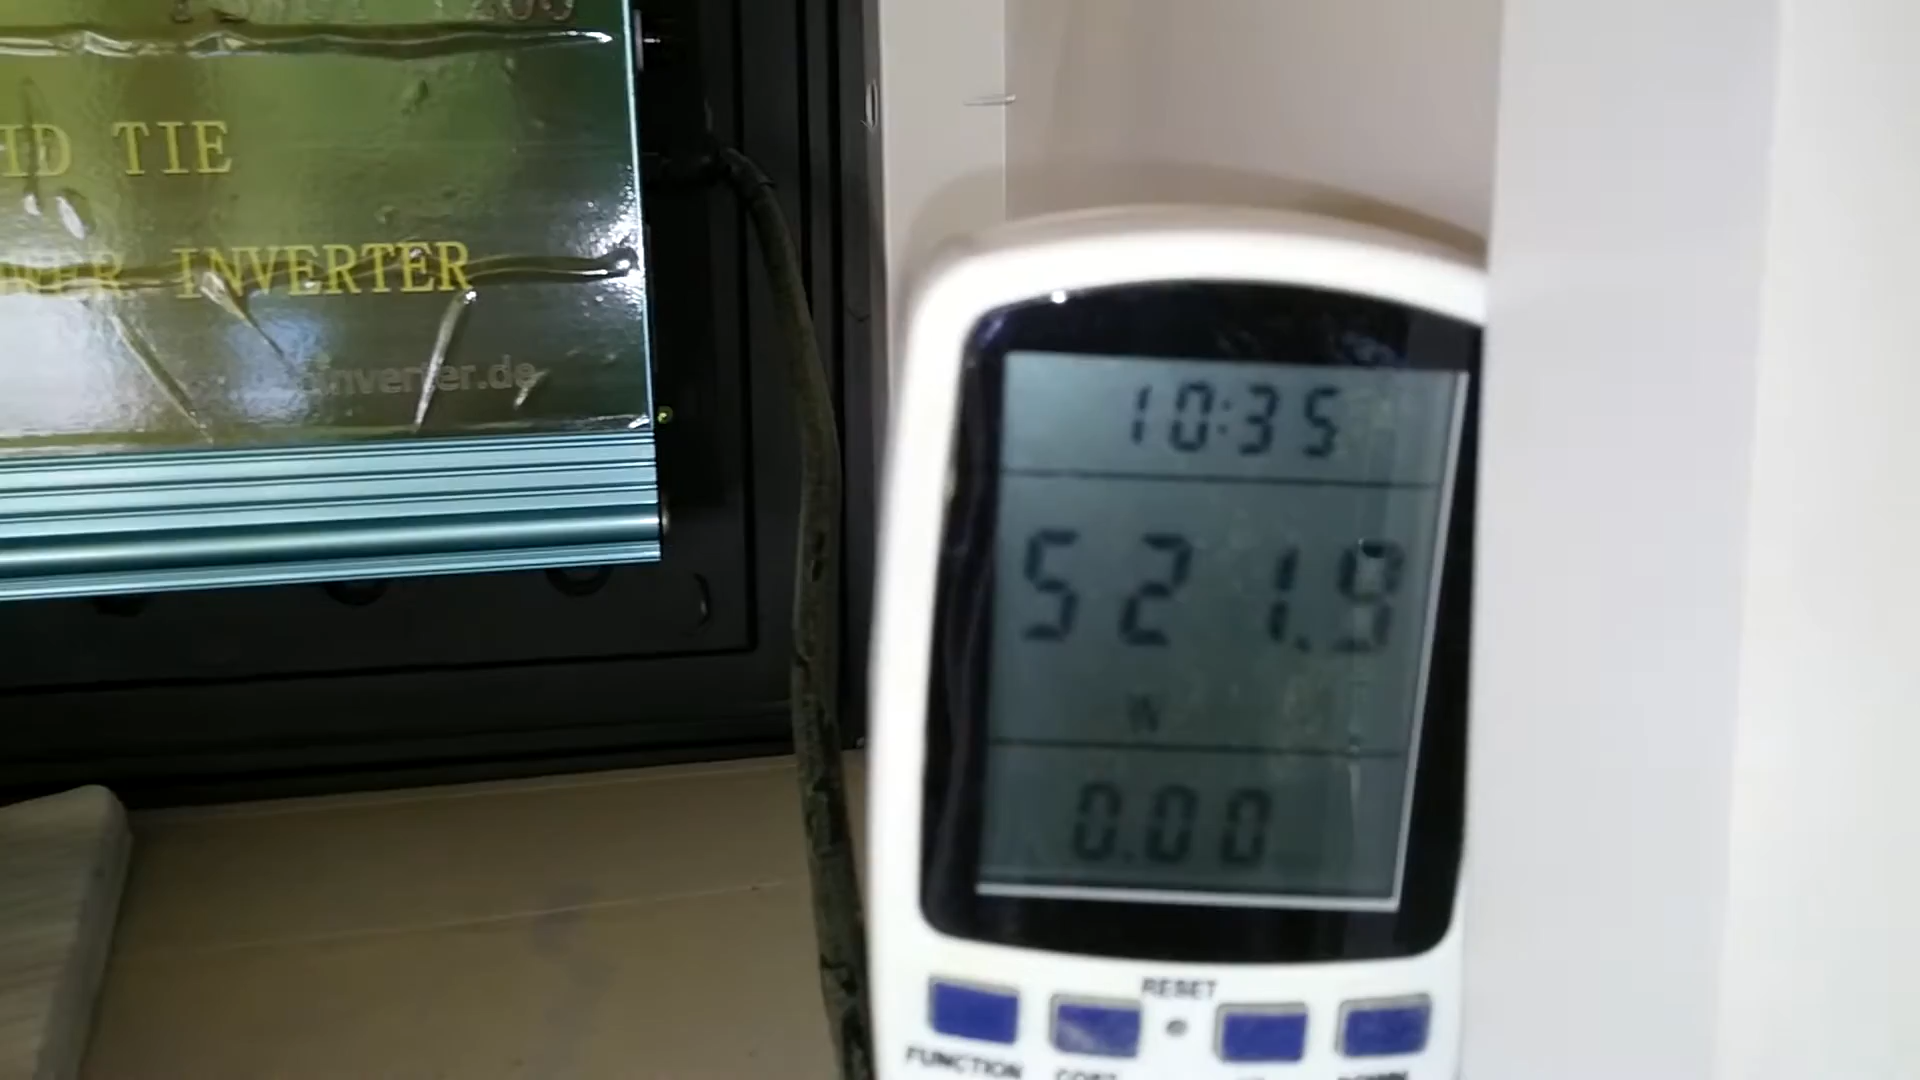 TIE
INVERTER
inverter.de
10:35
521.9
W
0.00
RESET
FUNCTION